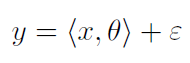 y = ⟨x, θ⟩ + ε